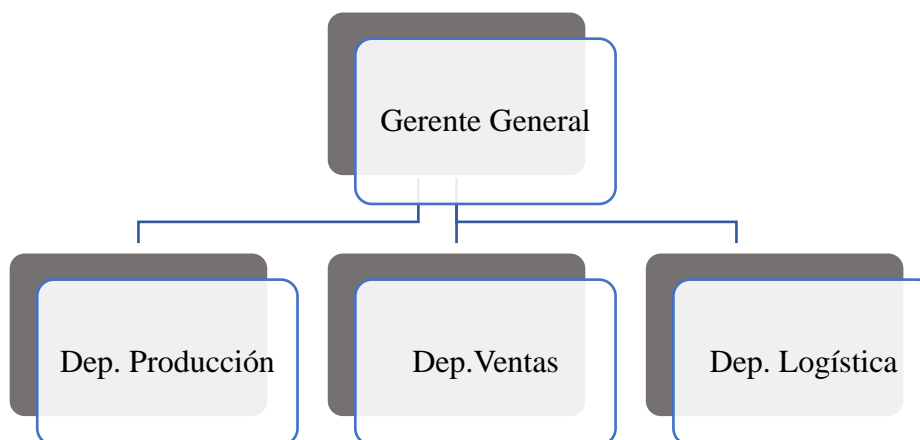 Gerente General
Dep. Producción
Dep.Ventas
Dep. Logística